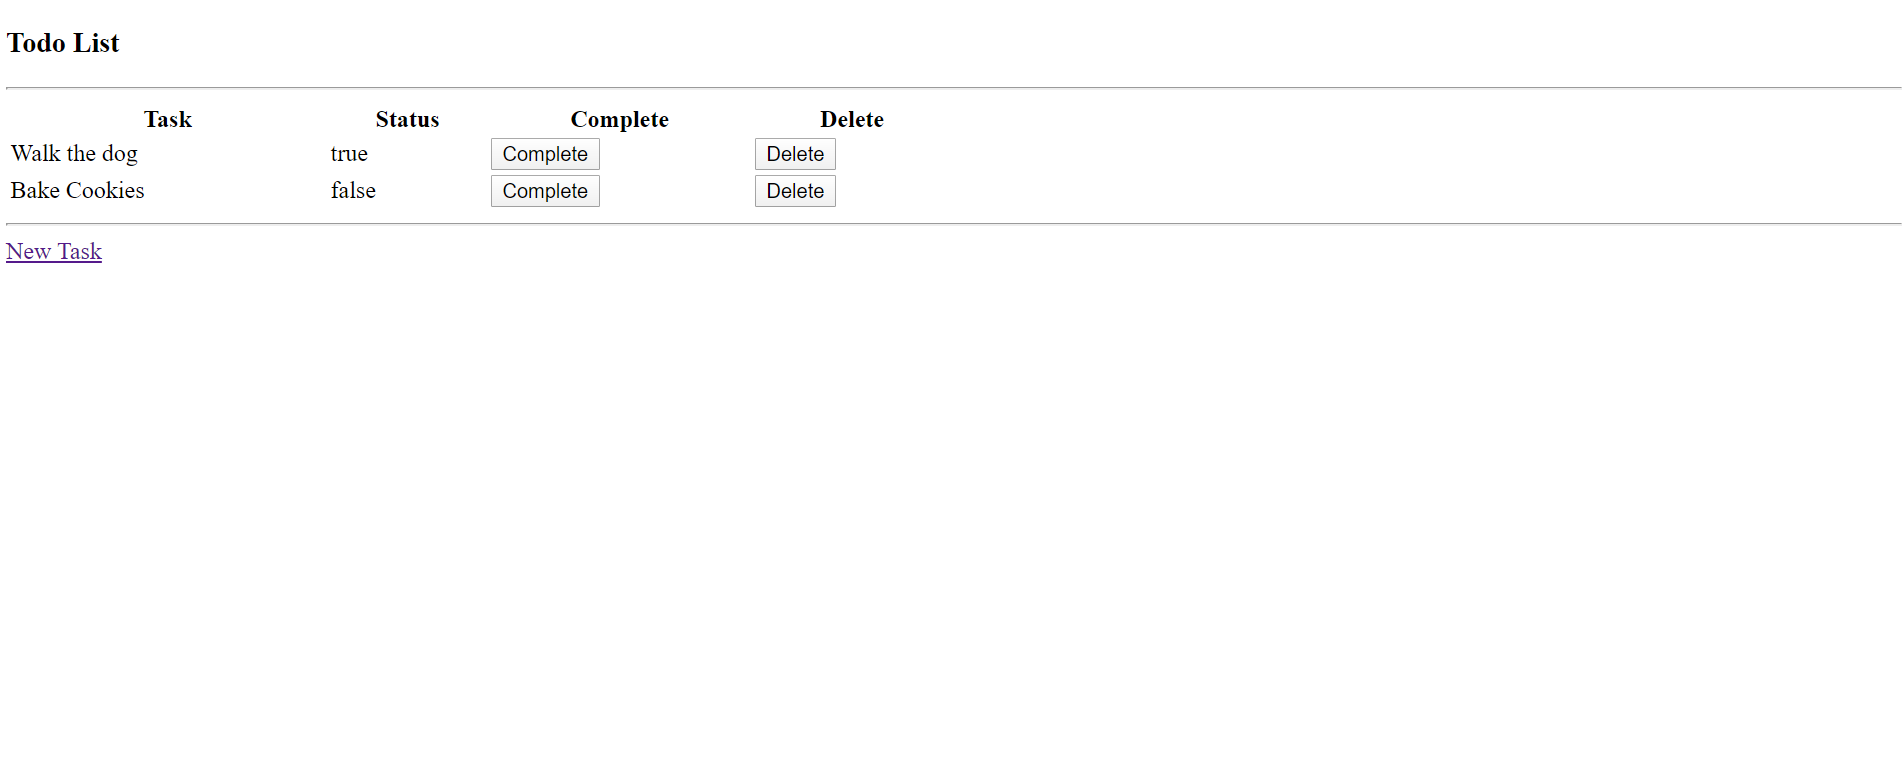 Todo List
Task Status Complete Delete
Walk the dog true Complete Delete
Bake Cookies false Complete Delete
New Task